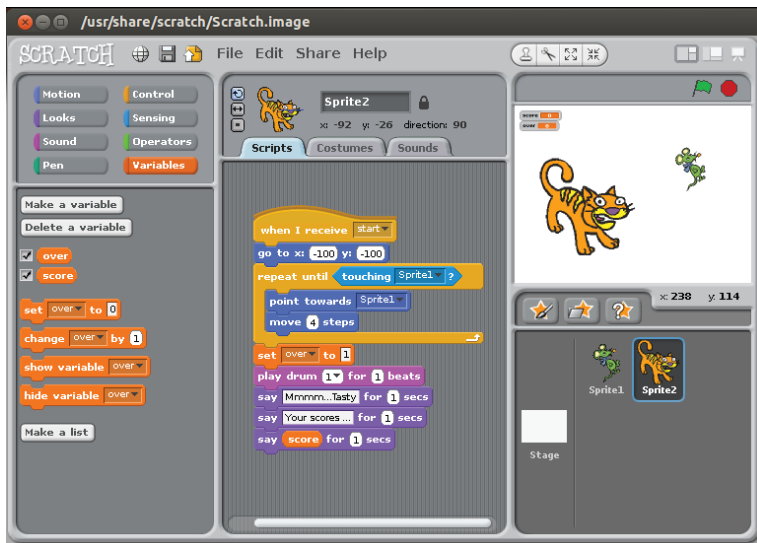 /usr/share/scratch/Scratch.image
SCRATCH File Edit Share Help
Motion Control
Looks Sensing
Sound Operators
Pen Variables
Make a variable
Delete a variable
over
score
set over to 0
change over by 1
show variable over
hide variable over
Make a list
Sprite2
x: -92 y: -26 direction: 90
Scripts Costumes Sounds
when I receive start
go to x: -100 y: -100
repeat until touching Sprite1 ?
point towards Sprite1
move 4 steps
set over to 1
play drum 1 for 1 beats
say Mmmm...Tasty for 1 secs
say Your scores... for 1 secs
say score for 1 secs
score 0
over 0
x: 238 y: 114
Sprite1 Sprite2
Stage